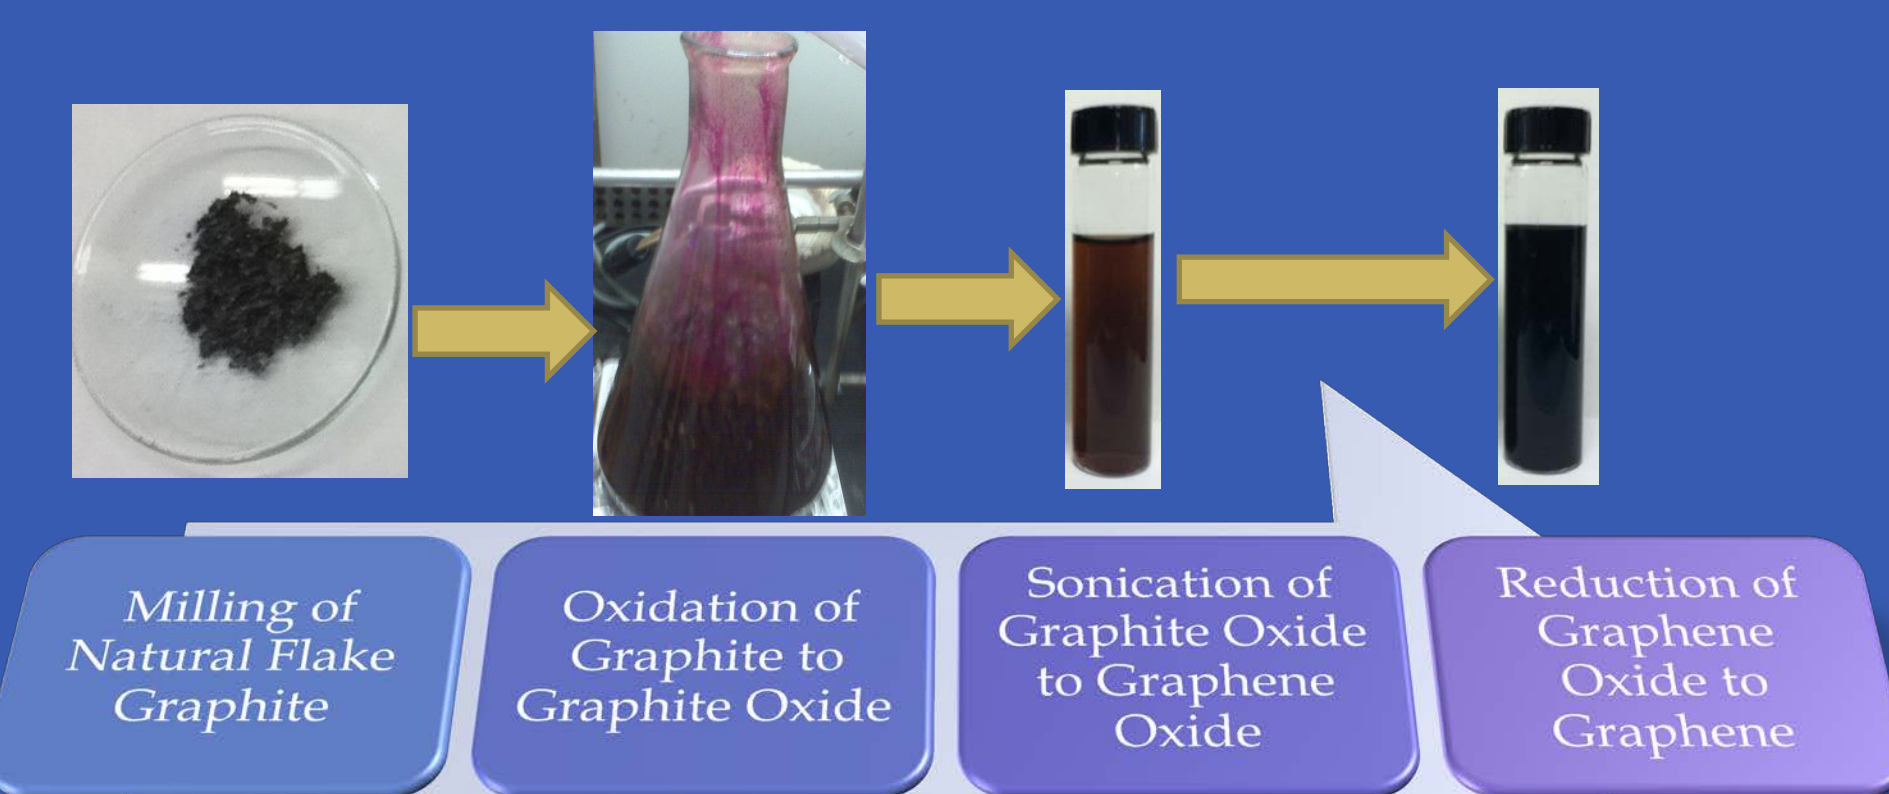 Milling of
Natural Flake
Graphite
Oxidation of
Graphite to
Graphite Oxide
Sonication of
Graphite Oxide
to Graphene
Oxide
Reduction of
Graphene
Oxide to
Graphene